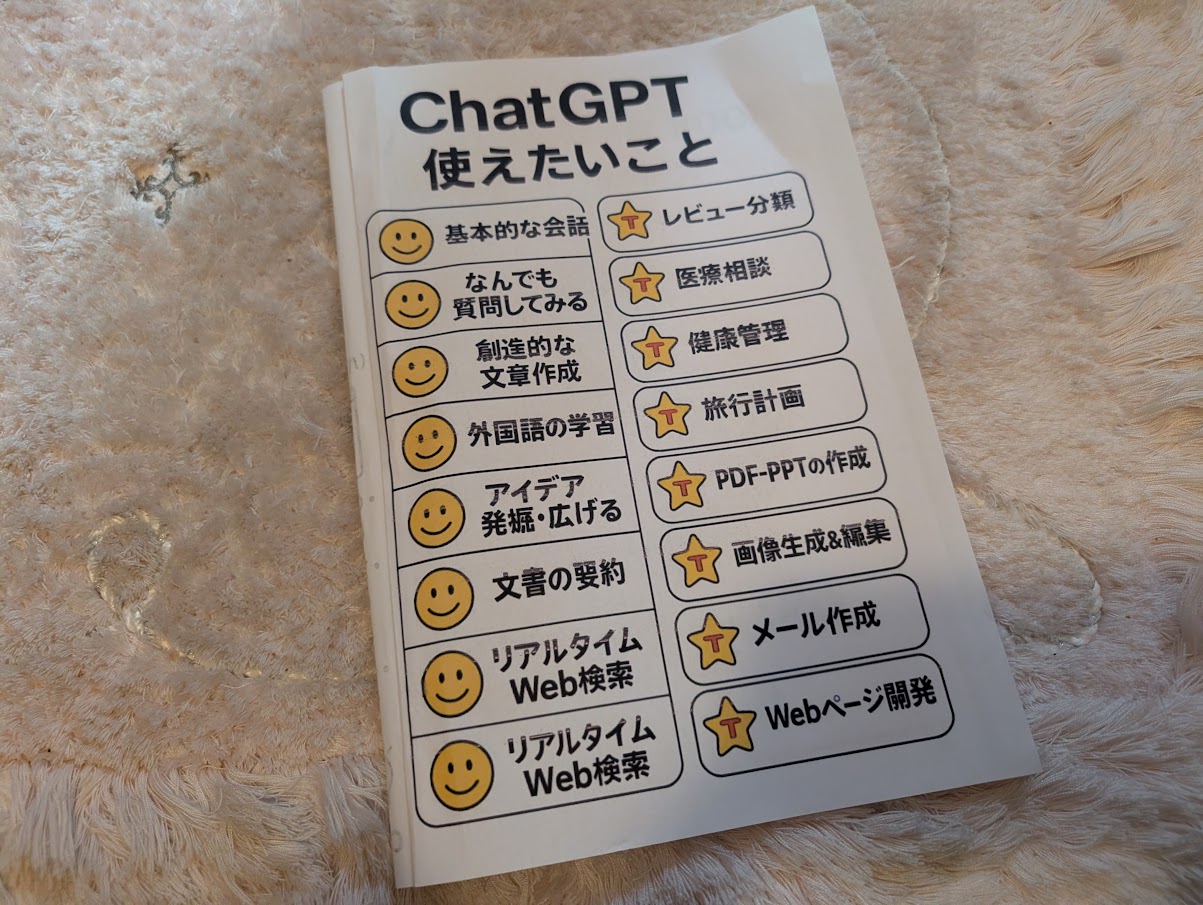 ChatGPT
使えたいこと
基本的な会話
なんでも
質問してみる
創進的な
文章作成
外国語の学習
アイデア
発掘・広げる
文書の要約
リアルタイム
Web検索
リアルタイム
Web検索
T レビュー分類
T 医療相談
T 健康管理
T 旅行計画
T PDF-PPTの作成
T 画像生成&編集
T メール作成
T Webページ開発